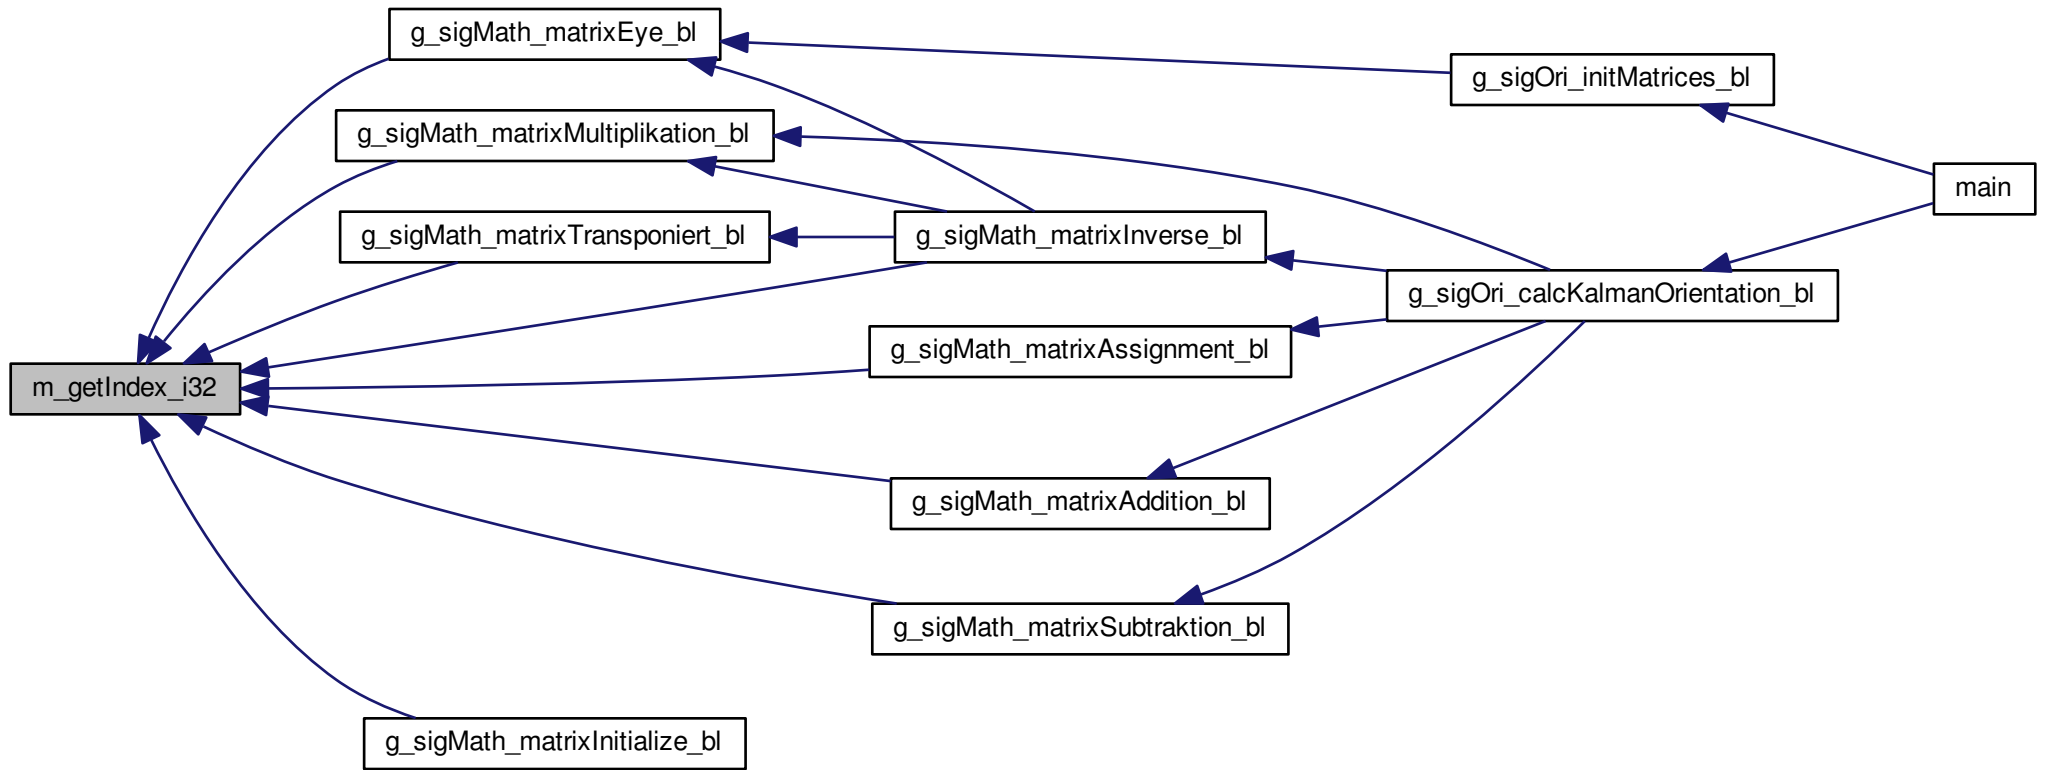 g_sigMath_matrixEye_bl
g_sigOri_initMatrices_bl
g_sigMath_matrixMultiplikation_bl
main
g_sigMath_matrixTransponiert_bl
g_sigMath_matrixInverse_bl
g_sigOri_calcKalmanOrientation_bl
g_sigMath_matrixAssignment_bl
m_getIndex_i32
g_sigMath_matrixAddition_bl
g_sigMath_matrixSubtraktion_bl
g_sigMath_matrixInitialize_bl